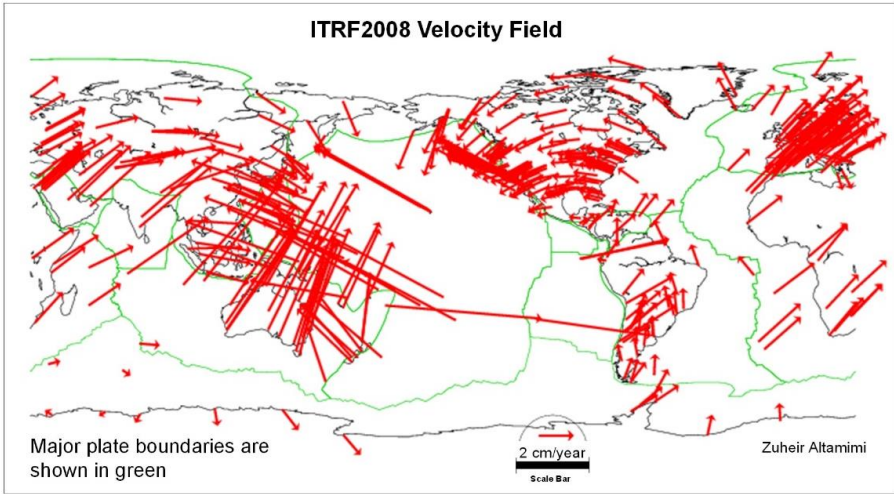 ITRF2008 Velocity Field
Major plate boundaries are
shown in green
2 cm/year
Scale Bar
Zuheir Altamimi